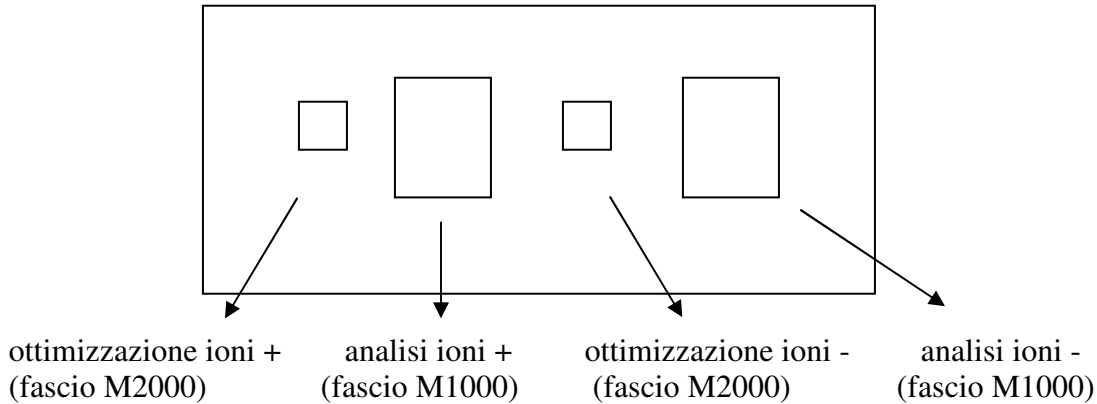 ottimizzazione ioni +
(fascio M2000)
analisi ioni +
(fascio M1000)
ottimizzazione ioni -
(fascio M2000)
analisi ioni -
(fascio M1000)